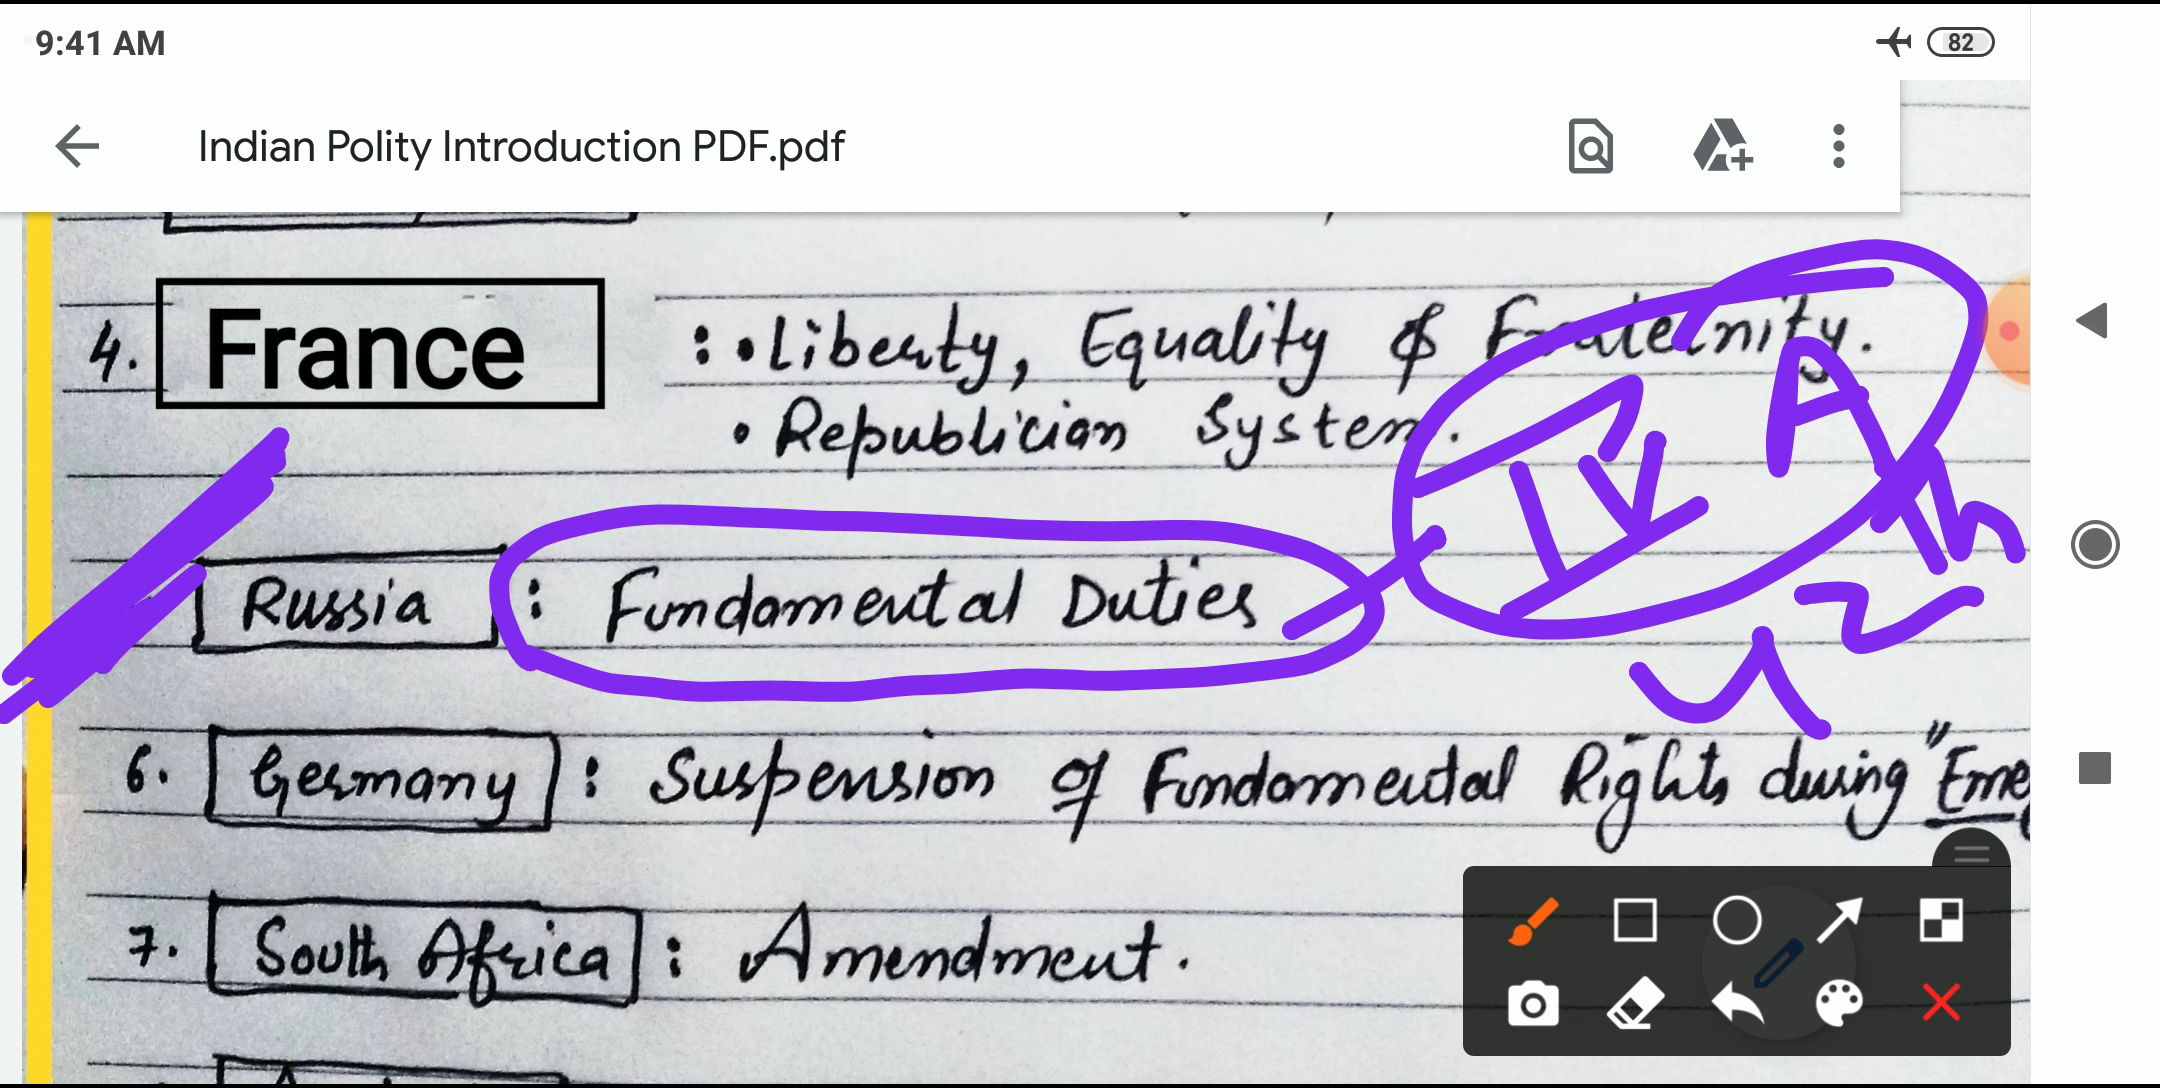 9:41 AM
82
Indian Polity Introduction PDF.pdf
4. France : • Liberty, Equality & Fraternity.
• Republician System.
IV A
Russia : Fundamental Duties
42
6. Germany : Suspension of Fundamental Rights during "Eme
7. South Africa : Amendment.